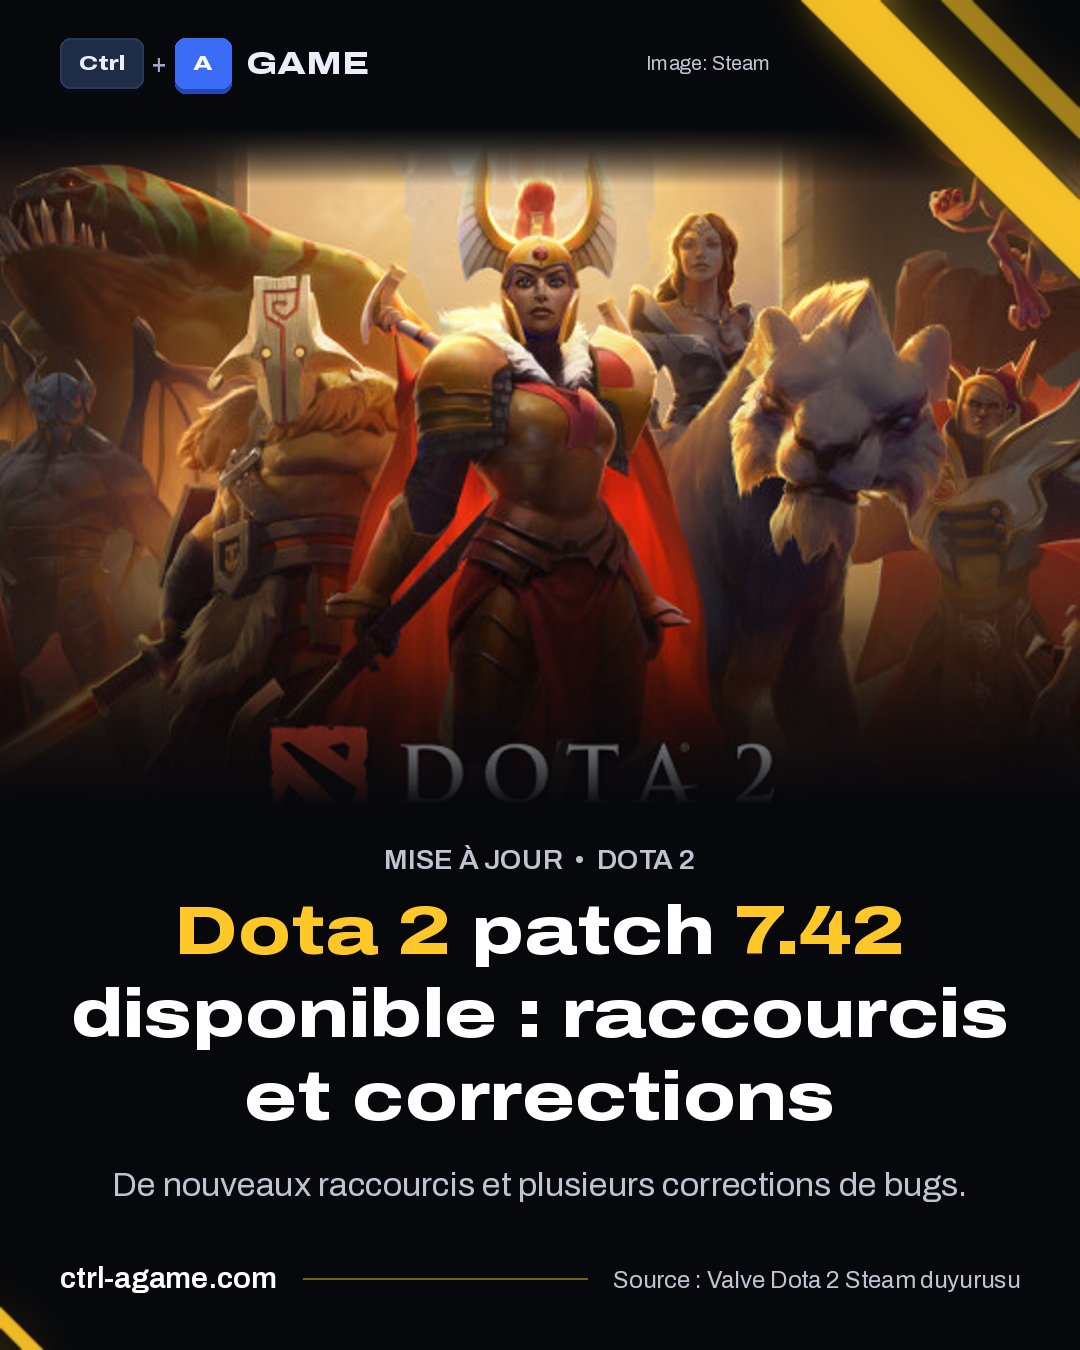 Ctrl + A GAME
Image: Steam
DOTA 2
MISE À JOUR • DOTA 2
Dota 2 patch 7.42
disponible : raccourcis
et corrections
De nouveaux raccourcis et plusieurs corrections de bugs.
ctrl-agame.com
Source : Valve Dota 2 Steam duyurusu